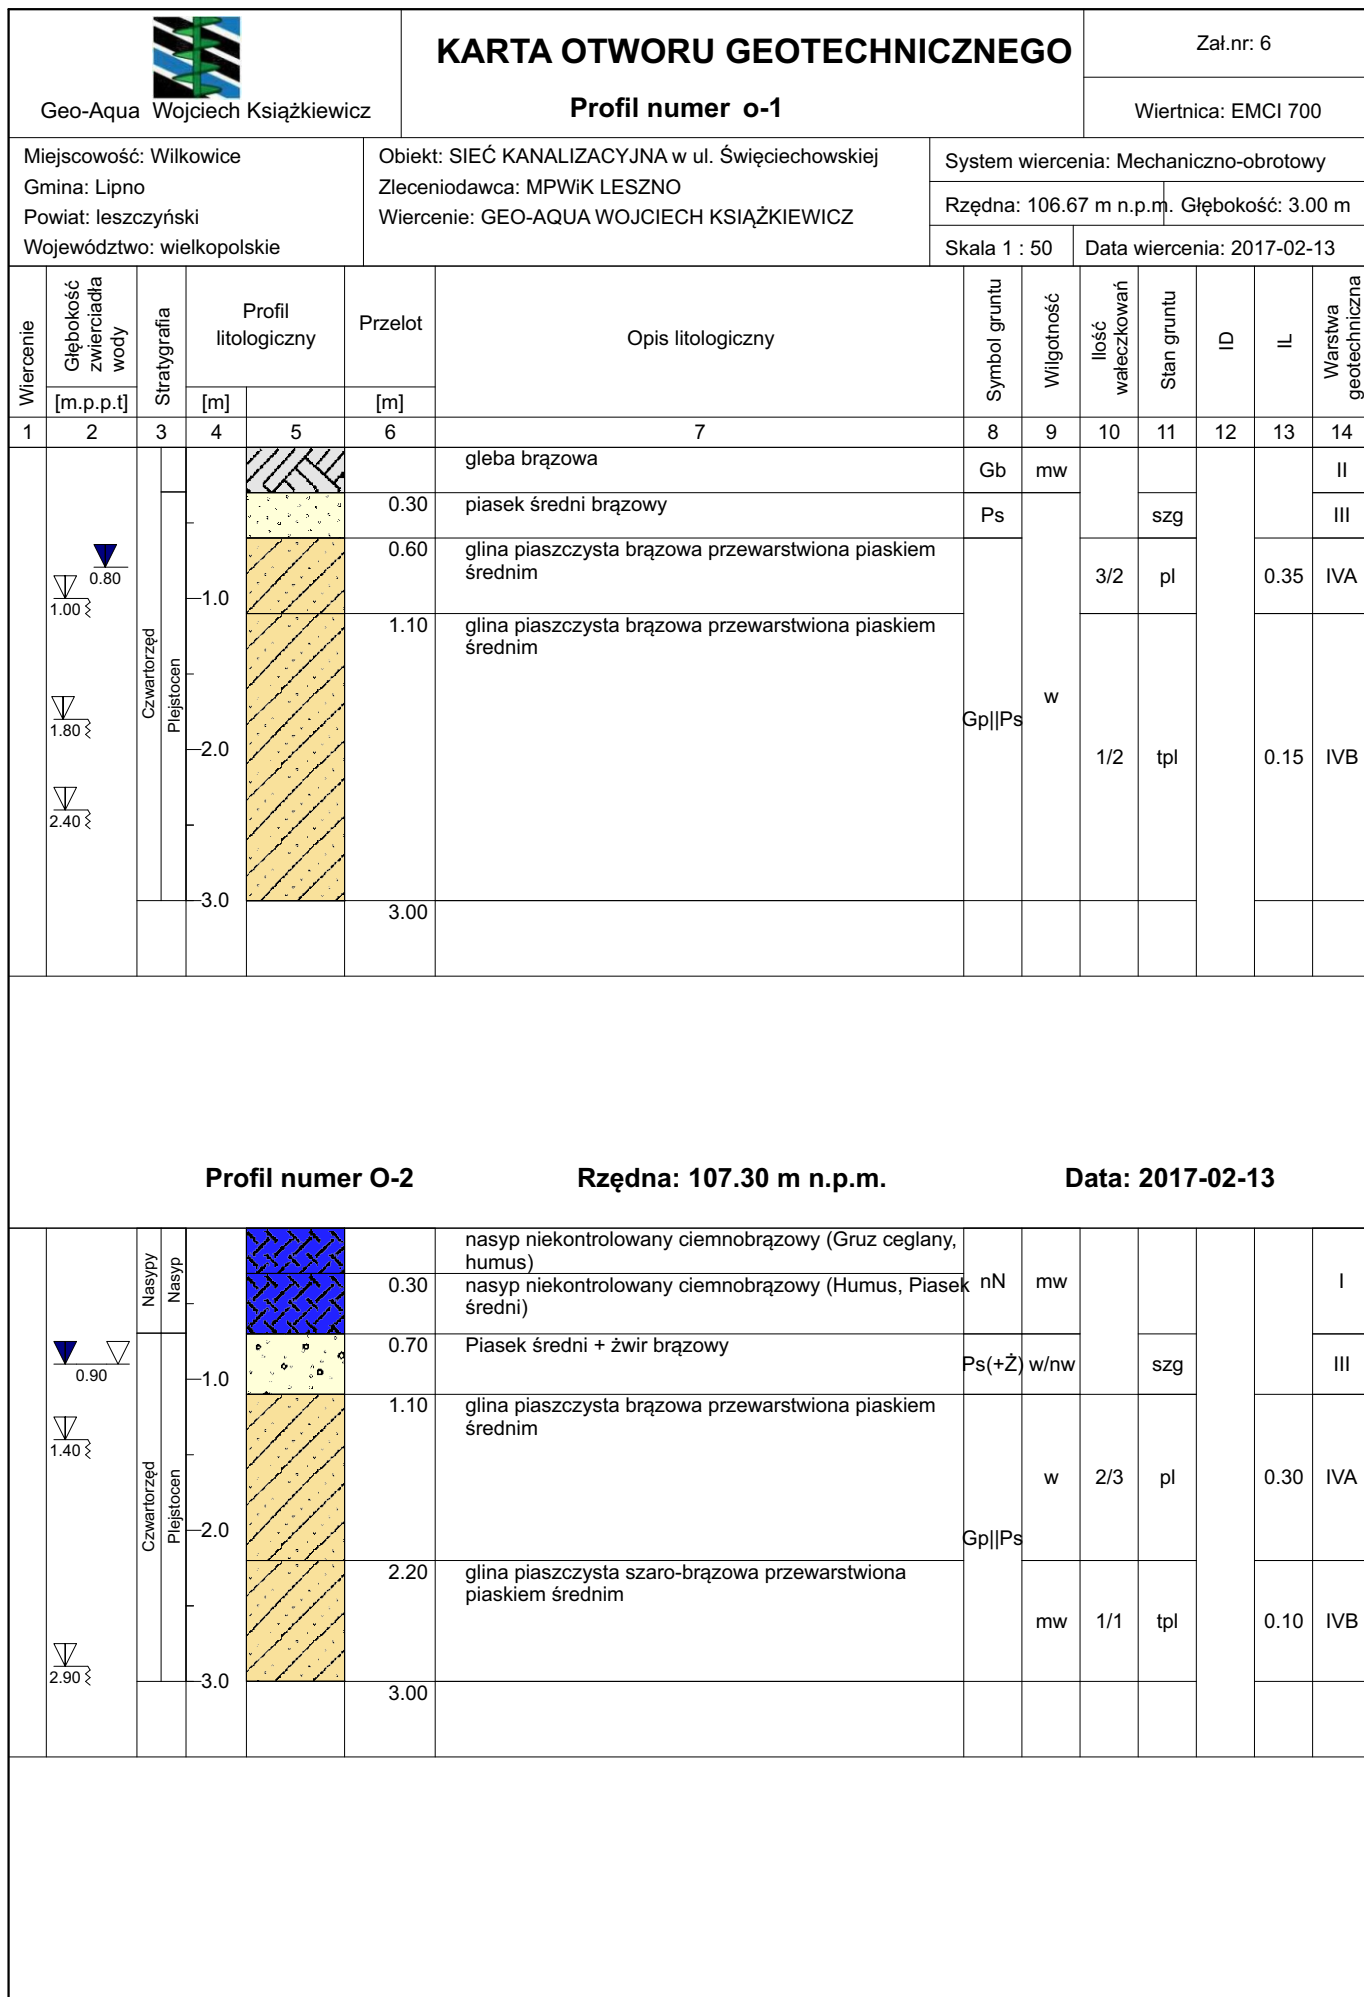 Geo-Aqua Wojciech Książkiewicz
KARTA OTWORU GEOTECHNICZNEGO
Profil numer o-1
Zał.nr: 6
Wiertnica: EMCI 700
Miejscowość: Wilkowice
Gmina: Lipno
Powiat: leszczyński
Województwo: wielkopolskie
Obiekt: SIEĆ KANALIZACYJNA w ul. Święciechowskiej
Zleceniodawca: MPWiK LESZNO
Wiercenie: GEO-AQUA WOJCIECH KSIĄŻKIEWICZ
System wiercenia: Mechaniczno-obrotowy
Rzędna: 106.67 m n.p.m. Głębokość: 3.00 m
Skala 1 : 50 Data wiercenia: 2017-02-13
Wiercenie
Głębokość
zwierciadła
wody
[m.p.p.t]
Stratygrafia
Profil
litologiczny
[m]
Przelot
[m]
Opis litologiczny
Symbol gruntu
Wilgotność
Ilość
wałeczkowań
Stan gruntu
ID
IL
Warstwa
geotechniczna
1 2 3 4 5 6 7 8 9 10 11 12 13 14
gleba brązowa Gb mw II
0.30 piasek średni brązowy Ps szg III
0.60 glina piaszczysta brązowa przewarstwiona piaskiem
średnim
3/2 pl 0.35 IVA
0.80
1.00
1.0
1.10 glina piaszczysta brązowa przewarstwiona piaskiem
średnim
Czwartorzęd
Plejstocen
1.80
w
Gp||Ps
2.0
1/2 tpl 0.15 IVB
2.40
3.0
3.00
Profil numer O-2 Rzędna: 107.30 m n.p.m. Data: 2017-02-13
Nasypy
Nasyp
nasyp niekontrolowany ciemnobrązowy (Gruz ceglany,
humus)
0.30 nasyp niekontrolowany ciemnobrązowy (Humus, Piasek
średni)
nN mw I
0.70 Piasek średni + żwir brązowy
Ps(+Ż) w/nw szg III
0.90
1.0
1.10 glina piaszczysta brązowa przewarstwiona piaskiem
średnim
1.40
w 2/3 pl 0.30 IVA
Czwartorzęd
Plejstocen
2.0
Gp||Ps
2.20 glina piaszczysta szaro-brązowa przewarstwiona
piaskiem średnim
mw 1/1 tpl 0.10 IVB
2.90
3.0
3.00